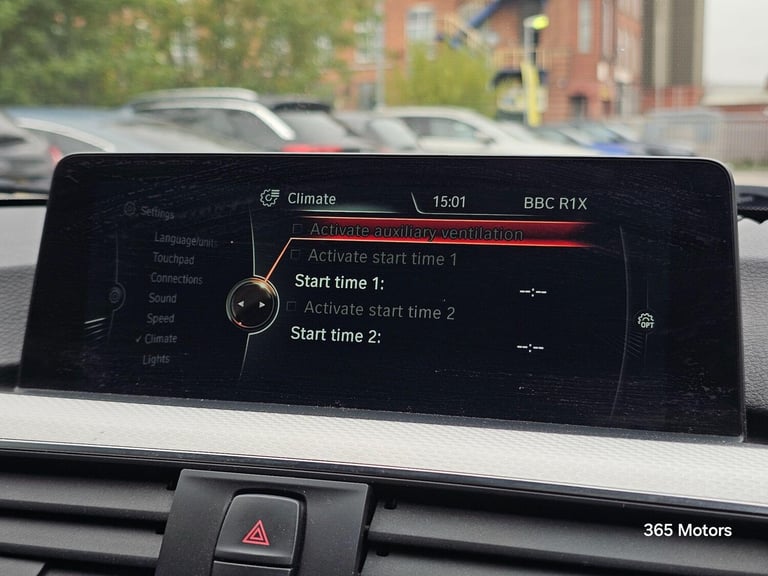 Climate 15:01 BBC R1X
Settings
Language/units
Touchpad
Connections
Sound
Speed
✓ Climate
Lights
Activate auxiliary ventilation
Activate start time 1
Start time 1: --:--
Activate start time 2
Start time 2: --:--
OPT
365 Motors